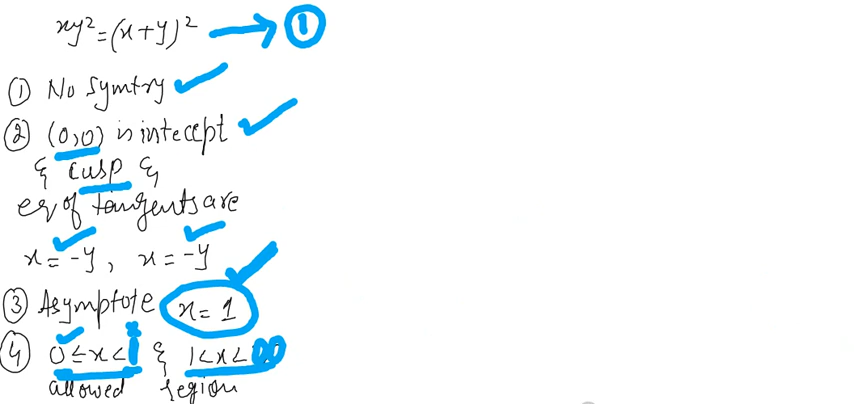 xy²=(x+y)² → ①
① No Symtry ✓
② (0,0) is intecept ✓
& Cusp &
eq of tangents are
x = -y, x = -y
③ Asymptote x = 1
④ 0 ≤ x < 1 & 1 < x < ∞
allowed region